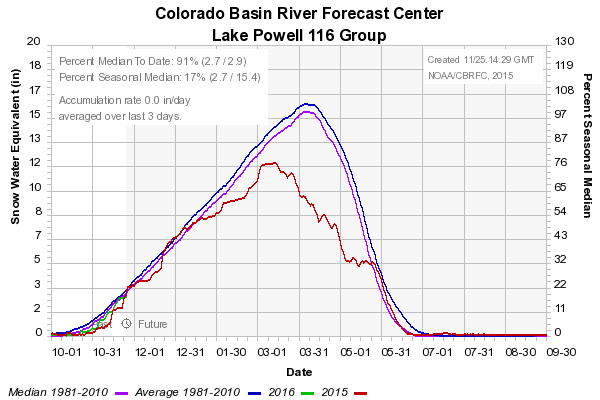 Colorado Basin River Forecast Center
Lake Powell 116 Group
Percent Median To Date: 91% (2.7 / 2.9)
Percent Seasonal Median: 17% (2.7 / 15.4)
Accumulation rate 0.0 in/day
averaged over last 3 days.
Created 11/25.14:29 GMT
NOAA/CBRFC, 2015
Snow Water Equivalent (in)
20
18
17
15
13
12
10
8
7
5
3
2
0
Percent Seasonal Median
130
119
108
97
87
76
65
54
43
32
22
11
0
Future
10-01 10-31 12-01 12-31 01-30 03-01 03-31 05-01 05-31 07-01 07-31 08-30 09-30
Date
Median 1981-2010 Average 1981-2010 2016 2015